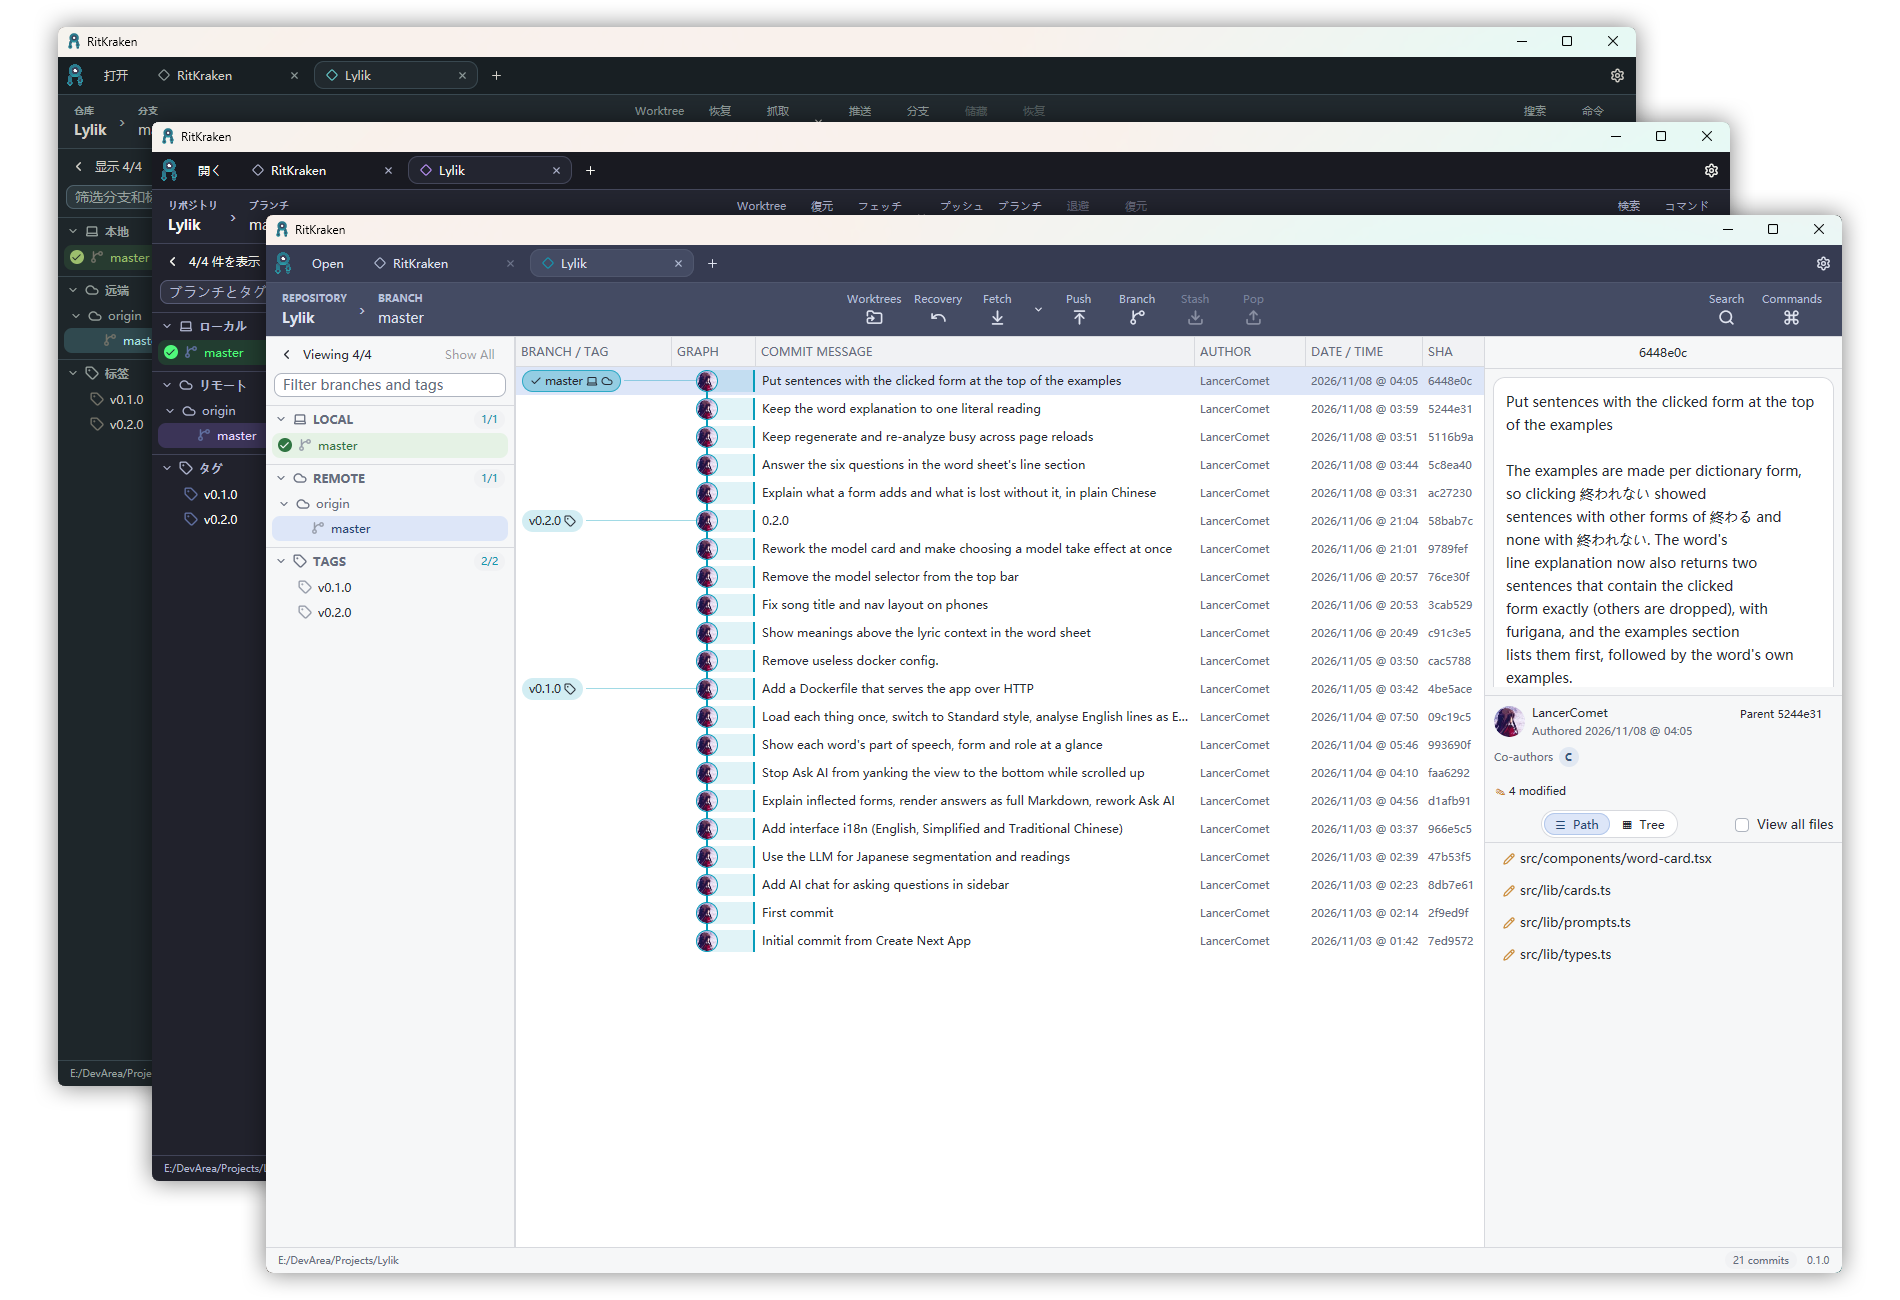 RitKraken
打开
RitKraken
Lylik
仓库
分支
Worktree
恢复
抓取
推送
分支
储藏
恢复
搜索
命令
Lylik
显示 4/4
本地
master
远端
origin
标签
v0.1.0
v0.2.0
RitKraken
開く
RitKraken
Lylik
リポジトリ
ブランチ
Worktree
復元
フェッチ
プッシュ
ブランチ
退避
復元
検索
コマンド
Lylik
4/4 件を表示
ブランチとタグ
ローカル
master
リモート
origin
master
タグ
v0.1.0
v0.2.0
RitKraken
Open
RitKraken
Lylik
REPOSITORY
Lylik
BRANCH
master
Worktrees
Recovery
Fetch
Push
Branch
Stash
Pop
Search
Commands
Viewing 4/4
Show All
Filter branches and tags
LOCAL 1/1
master
REMOTE 1/1
origin
master
TAGS 2/2
v0.1.0
v0.2.0
BRANCH / TAG GRAPH COMMIT MESSAGE AUTHOR DATE / TIME SHA
master Put sentences with the clicked form at the top of the examples LancerComet 2026/11/08 @ 04:05 6448e0c
Keep the word explanation to one literal reading LancerComet 2026/11/08 @ 03:59 5244e31
Keep regenerate and re-analyze busy across page reloads LancerComet 2026/11/08 @ 03:51 5116b9a
Answer the six questions in the word sheet's line section LancerComet 2026/11/08 @ 03:44 5c8ea40
Explain what a form adds and what is lost without it, in plain Chinese LancerComet 2026/11/08 @ 03:31 ac27230
v0.2.0 0.2.0 LancerComet 2026/11/06 @ 21:04 58bab7c
Rework the model card and make choosing a model take effect at once LancerComet 2026/11/06 @ 21:01 9789fef
Remove the model selector from the top bar LancerComet 2026/11/06 @ 20:57 76ce30f
Fix song title and nav layout on phones LancerComet 2026/11/06 @ 20:53 3cab529
Show meanings above the lyric context in the word sheet LancerComet 2026/11/06 @ 20:49 c91c3e5
Remove useless docker config. LancerComet 2026/11/05 @ 03:50 cac5788
v0.1.0 Add a Dockerfile that serves the app over HTTP LancerComet 2026/11/05 @ 03:42 4be5ace
Load each thing once, switch to Standard style, analyse English lines as E... LancerComet 2026/11/04 @ 07:50 09c19c5
Show each word's part of speech, form and role at a glance LancerComet 2026/11/04 @ 05:46 993690f
Stop Ask AI from yanking the view to the bottom while scrolled up LancerComet 2026/11/04 @ 04:10 faa6292
Explain inflected forms, render answers as full Markdown, rework Ask AI LancerComet 2026/11/03 @ 04:56 d1afb91
Add interface i18n (English, Simplified and Traditional Chinese) LancerComet 2026/11/03 @ 03:37 966e5c5
Use the LLM for Japanese segmentation and readings LancerComet 2026/11/03 @ 02:39 47b53f5
Add AI chat for asking questions in sidebar LancerComet 2026/11/03 @ 02:23 8db7e61
First commit LancerComet 2026/11/03 @ 02:14 2f9ed9f
Initial commit from Create Next App LancerComet 2026/11/03 @ 01:42 7ed9572
6448e0c
Put sentences with the clicked form at the top
of the examples
The examples are made per dictionary form,
so clicking 終われない showed
sentences with other forms of 終わる and
none with 終われない. The word's
line explanation now also returns two
sentences that contain the clicked
form exactly (others are dropped), with
furigana, and the examples section
lists them first, followed by the word's own
examples.
LancerComet
Parent 5244e31
Authored 2026/11/08 @ 04:05
Co-authors C
4 modified
Path
Tree
View all files
src/components/word-card.tsx
src/lib/cards.ts
src/lib/prompts.ts
src/lib/types.ts
E:/DevArea/Projects/Lylik
21 commits
0.1.0